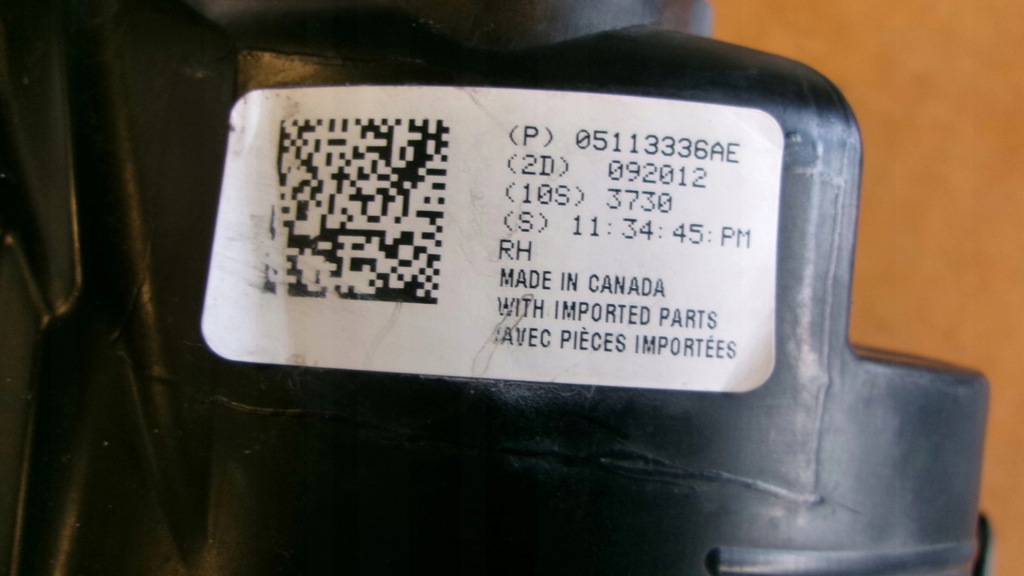 (P) 05113336AE
(2D) 092012
(10S) 3730
(S) 11:34:45:PM
RH
MADE IN CANADA
WITH IMPORTED PARTS
AVEC PIÈCES IMPORTÉES